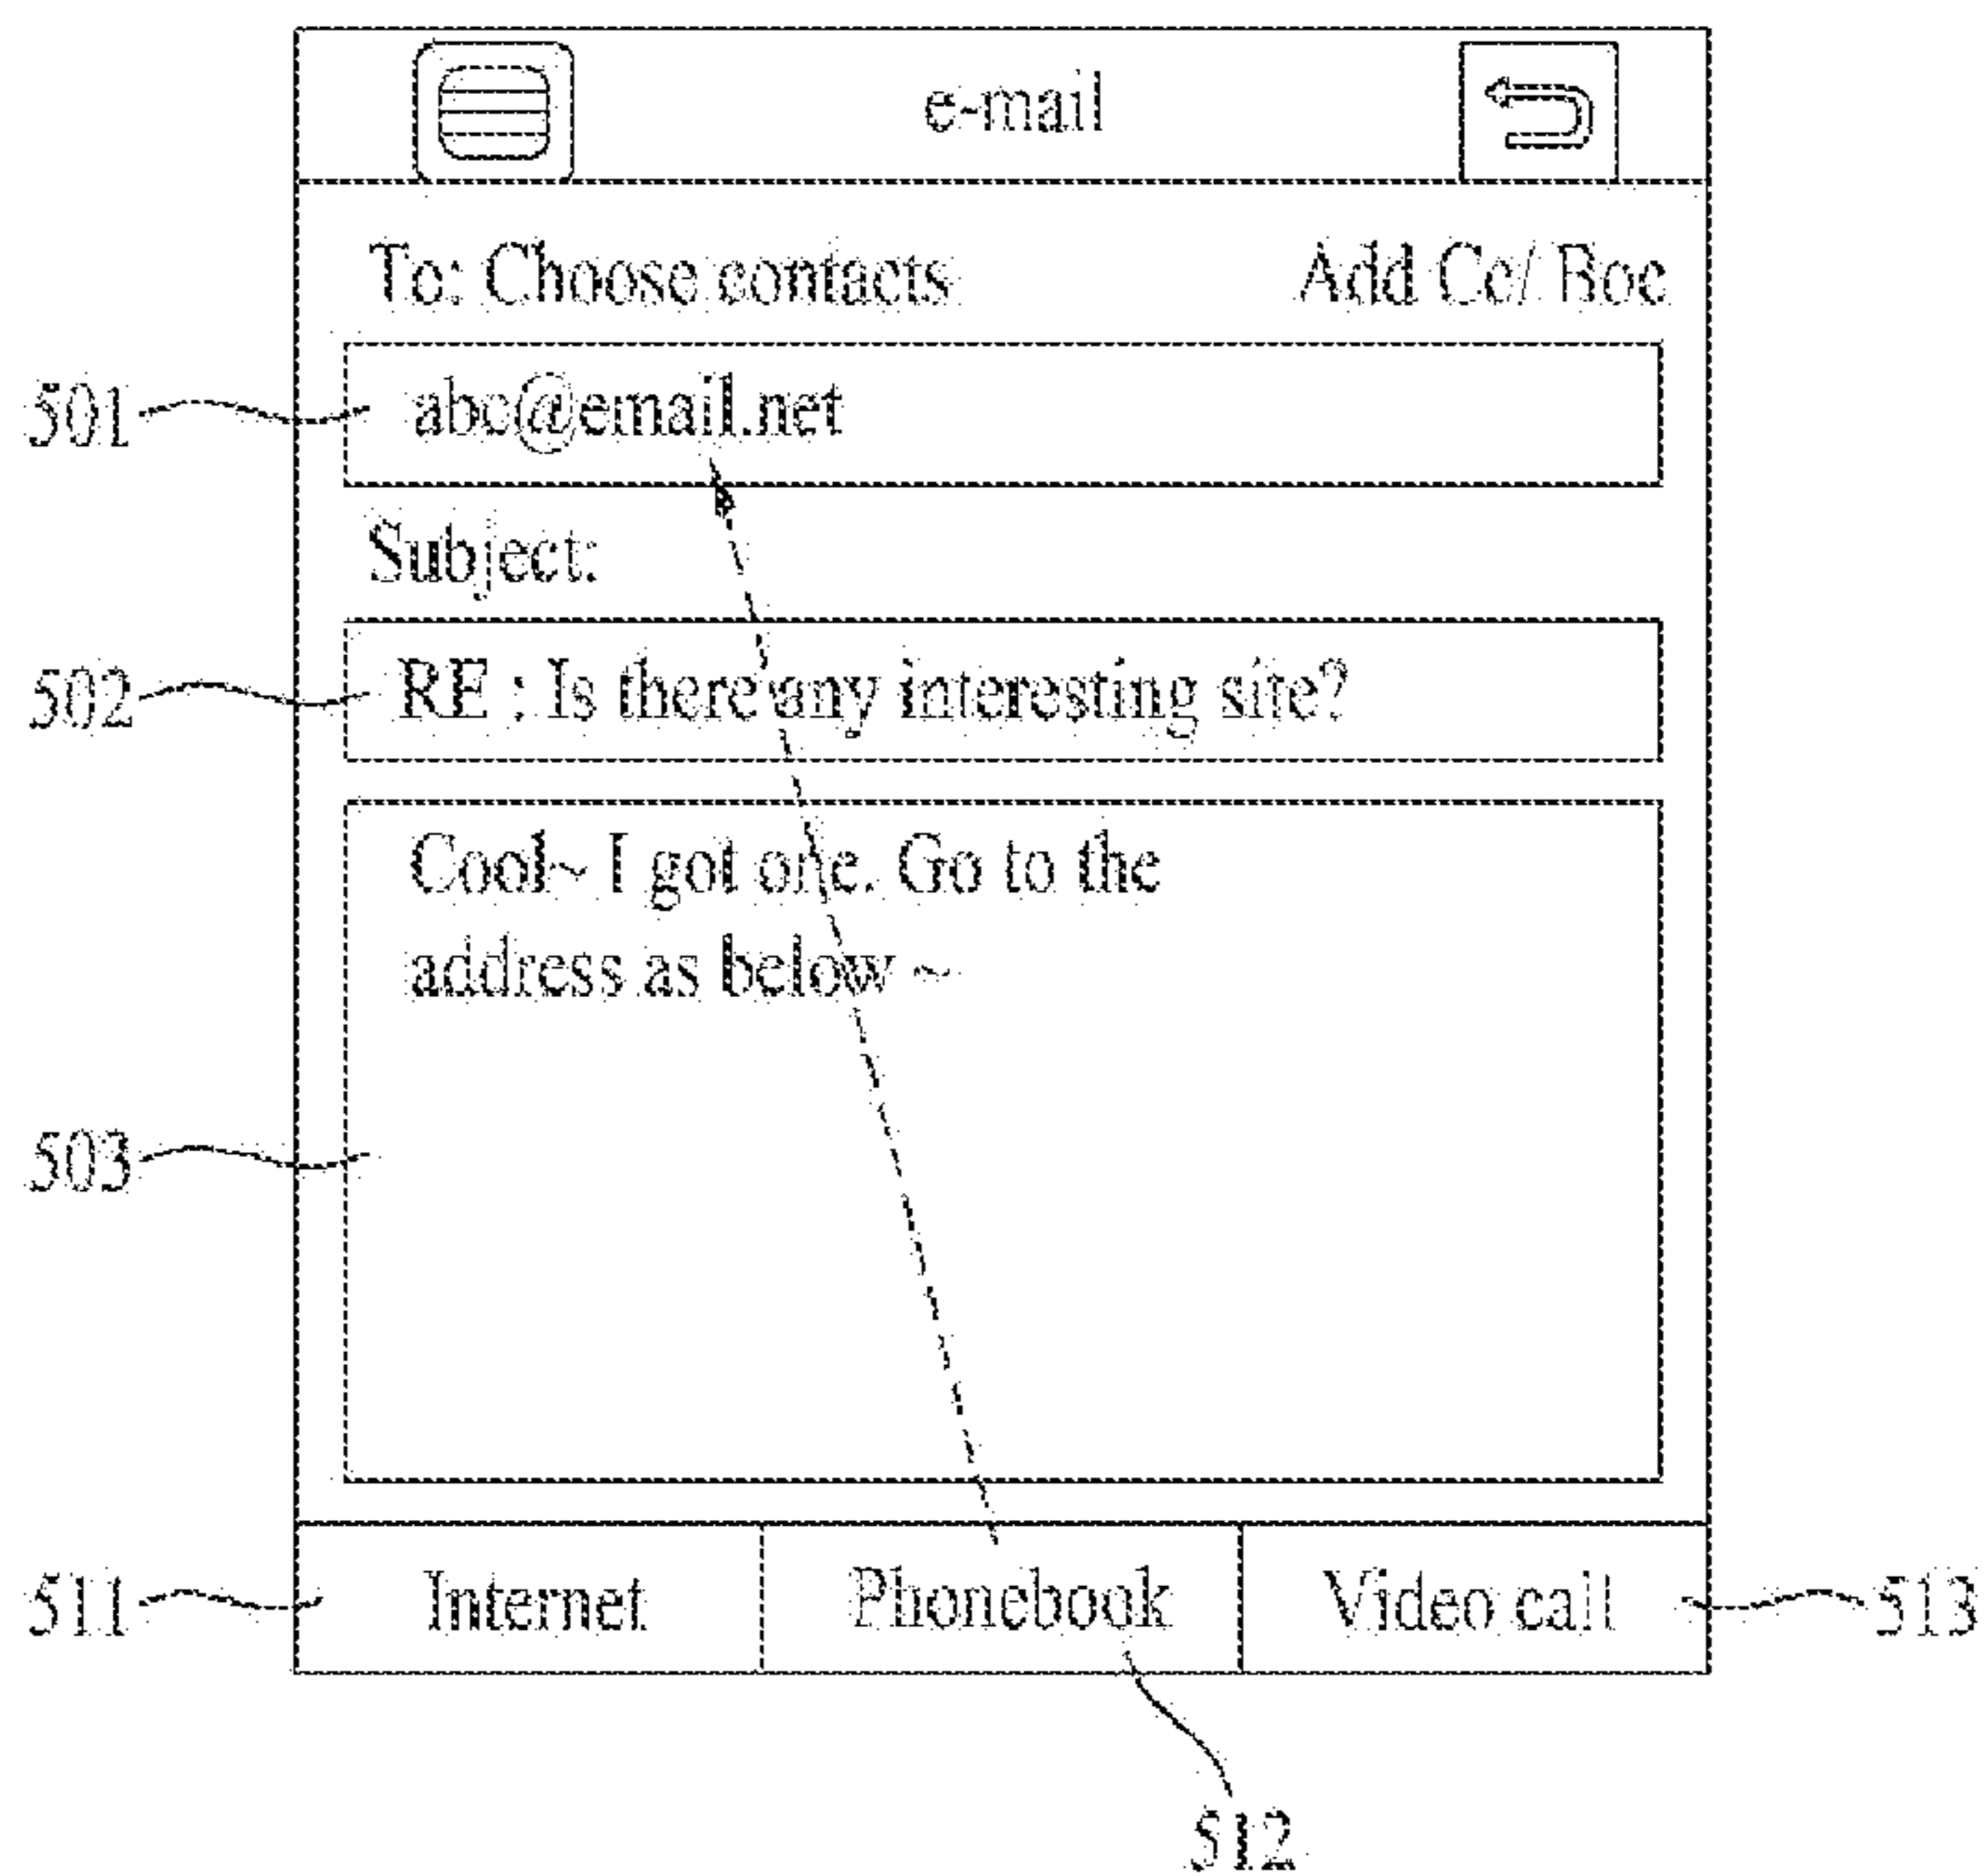 e-mail
To: Choose contacts Add Cc/ Bcc
501 abc@email.net
Subject:
502 RE : Is there any interesting site?
Cool~ I got one. Go to the
address as below ~
503
511 Internet Phonebook Video call 513
512